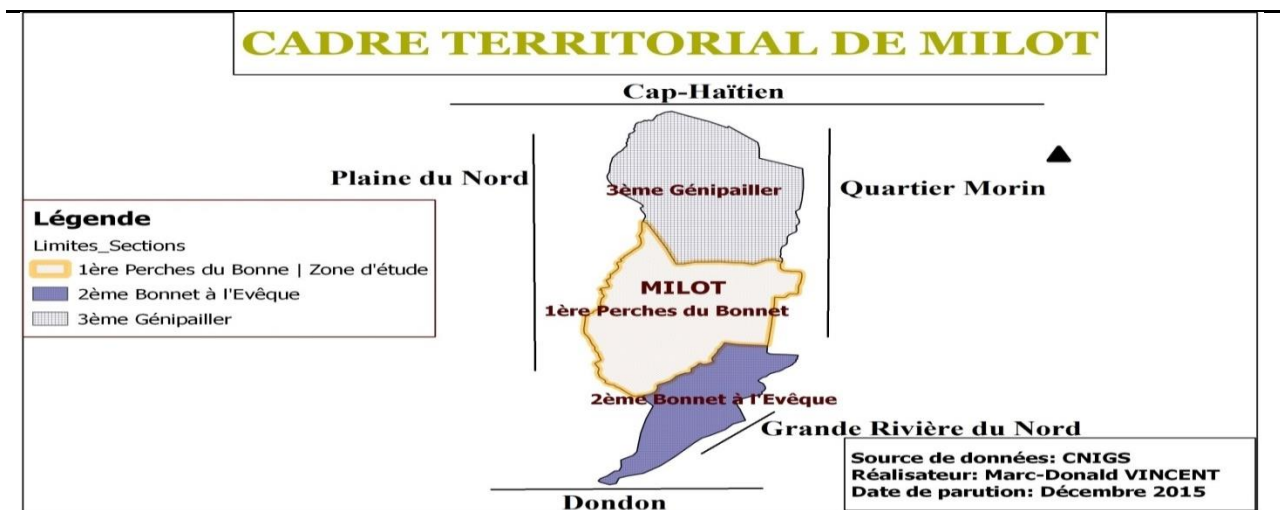 CADRE TERRITORIAL DE MILOT
Cap-Haïtien
Plaine du Nord
3ème Génipailler
Quartier Morin
Légende
Limites_Sections
1ère Perches du Bonne | Zone d'étude
2ème Bonnet à l'Evêque
3ème Génipailler
MILOT
1ère Perches du Bonnet
2ème Bonnet à l'Evêque
Grande Rivière du Nord
Dondon
Source de données: CNIGS
Réalisateur: Marc-Donald VINCENT
Date de parution: Décembre 2015